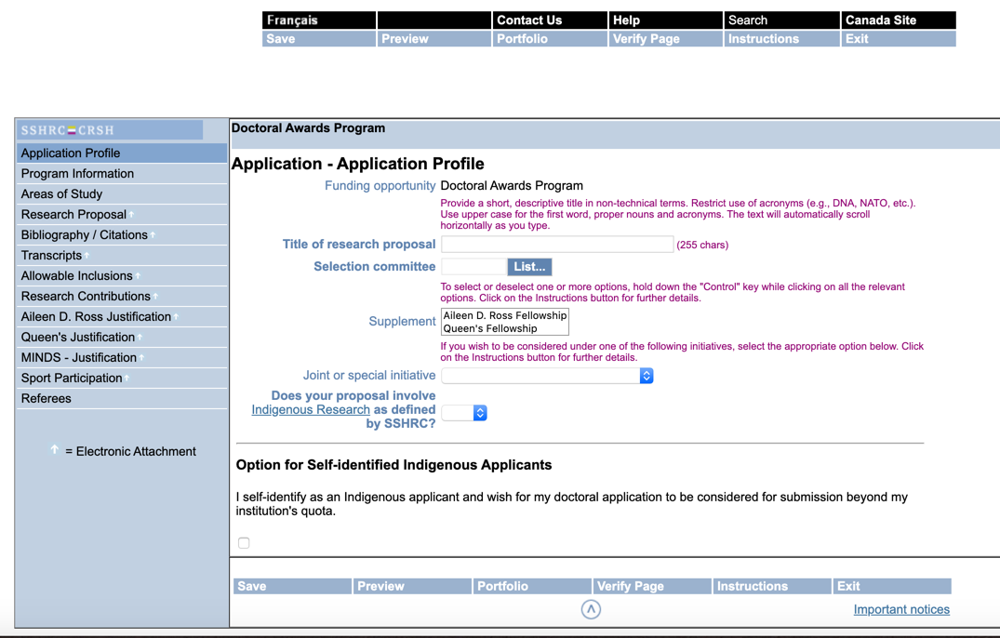 Français Contact Us Help Search Canada Site
Save Preview Portfolio Verify Page Instructions Exit
SSHRC CRSH
Application Profile
Program Information
Areas of Study
Research Proposal
Bibliography / Citations
Transcripts
Allowable Inclusions
Research Contributions
Aileen D. Ross Justification
Queen's Justification
MINDS - Justification
Sport Participation
Referees
= Electronic Attachment
Doctoral Awards Program
Application - Application Profile
Funding opportunity Doctoral Awards Program
Provide a short, descriptive title in non-technical terms. Restrict use of acronyms (e.g., DNA, NATO, etc.).
Use upper case for the first word, proper nouns and acronyms. The text will automatically scroll
horizontally as you type.
Title of research proposal (255 chars)
Selection committee List...
To select or deselect one or more options, hold down the "Control" key while clicking on all the relevant
options. Click on the Instructions button for further details.
Supplement
Aileen D. Ross Fellowship
Queen's Fellowship
If you wish to be considered under one of the following initiatives, select the appropriate option below. Click
on the Instructions button for further details.
Joint or special initiative
Does your proposal involve
Indigenous Research as defined
by SSHRC?
Option for Self-identified Indigenous Applicants
I self-identify as an Indigenous applicant and wish for my doctoral application to be considered for submission beyond my
institution's quota.
Save Preview Portfolio Verify Page Instructions Exit
Important notices